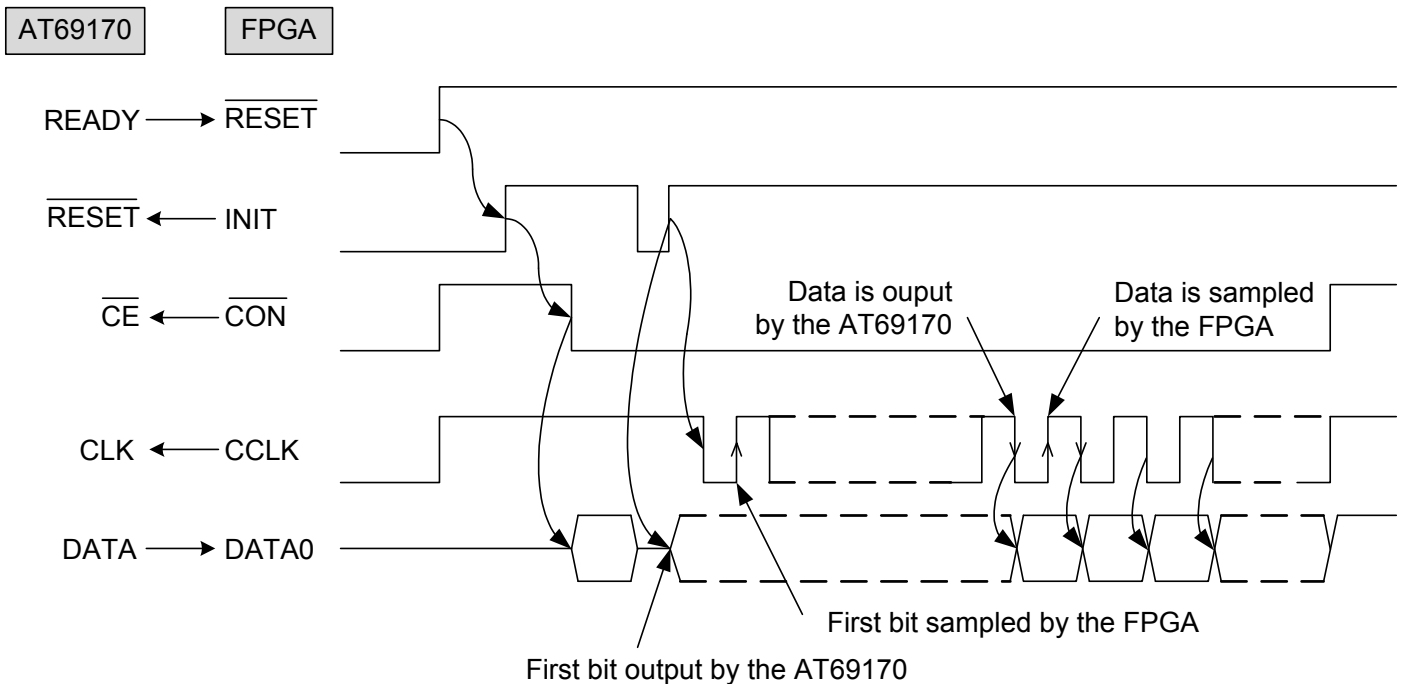 AT69170 FPGA
READY RESET
RESET INIT
CE CON
Data is ouput
by the AT69170
Data is sampled
by the FPGA
CLK CCLK
DATA DATA0
First bit sampled by the FPGA
First bit output by the AT69170